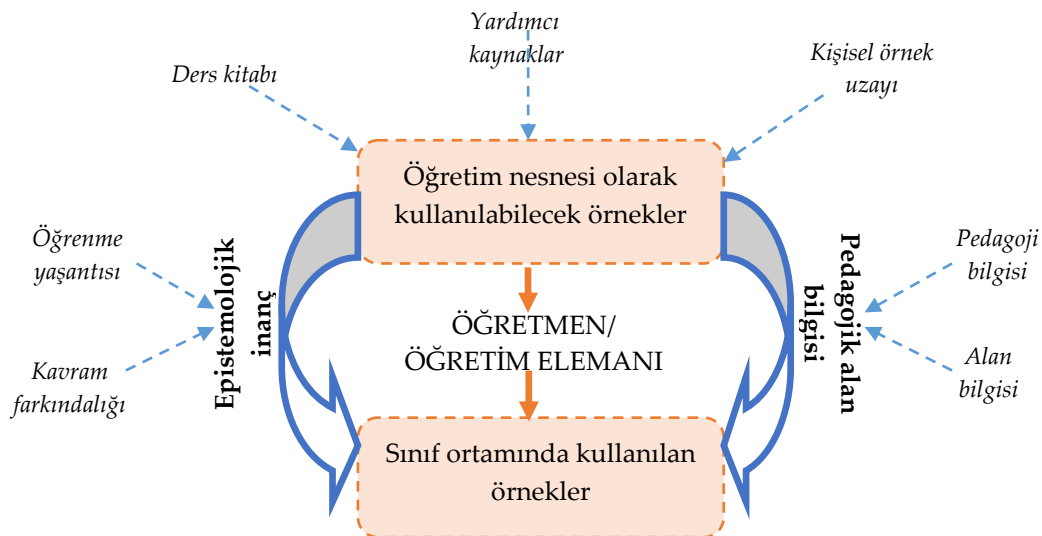 Yardımcı
kaynaklar
Ders kitabı
Kişisel örnek
uzayı
Öğretim nesnesi olarak
kullanılabilecek örnekler
Öğrenme
yaşantısı
Kavram
farkındalığı
Epistemolojik
inanç
ÖĞRETMEN/
ÖĞRETİM ELEMANI
Pedagojik alan
bilgisi
Pedagoji
bilgisi
Alan
bilgisi
Sınıf ortamında kullanılan
örnekler